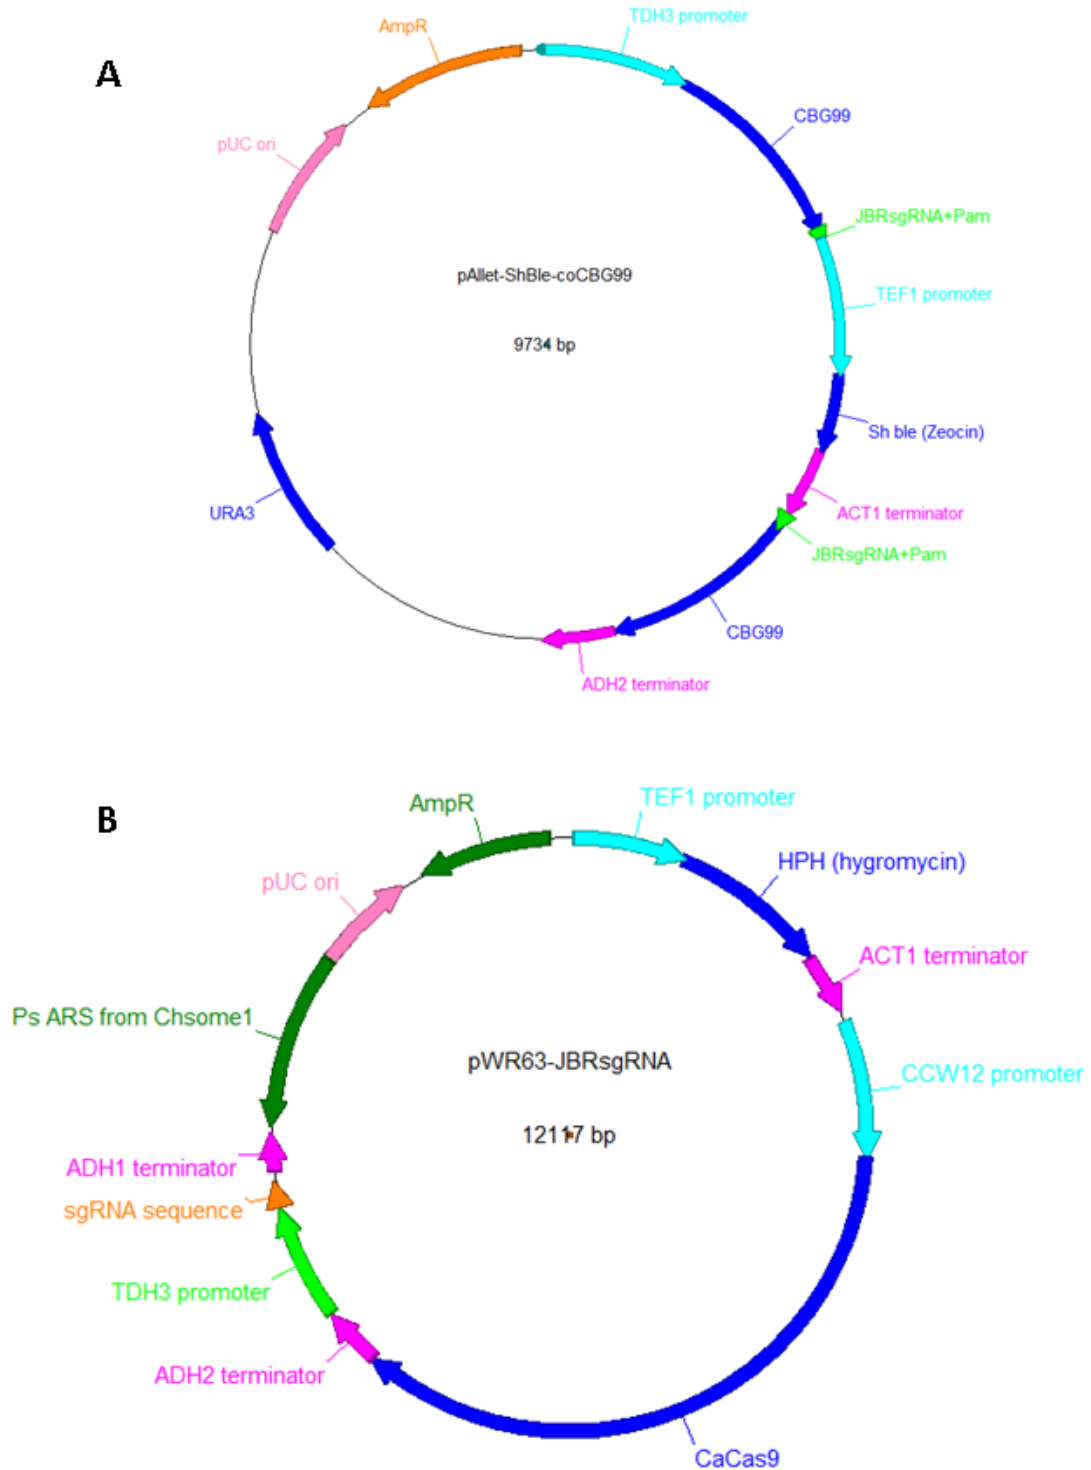 A
AmpR
TDH3 promoter
CBG99
pUC ori
JBRsgRNA+Pam
pAllet-ShBle-coCBG99
TEF1 promoter
9734 bp
Sh ble (Zeocin)
URA3
ACT1 terminator
JBRsgRNA+Pam
CBG99
ADH2 terminator
B
AmpR
TEF1 promoter
HPH (hygromycin)
pUC ori
ACT1 terminator
Ps ARS from Chsome1
pWR63-JBRsgRNA
CCW12 promoter
12117 bp
ADH1 terminator
sgRNA sequence
TDH3 promoter
ADH2 terminator
CaCas9